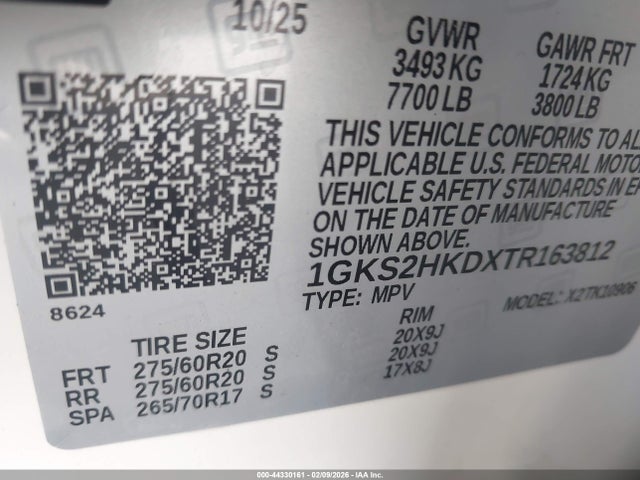 10/25
GVWR
GAWR FRT
3493 KG
1724 KG
7700 LB
3800 LB
THIS VEHICLE CONFORMS TO AL
APPLICABLE U.S. FEDERAL MOTOR
VEHICLE SAFETY STANDARDS IN E
ON THE DATE OF MANUFACTURE
SHOWN ABOVE.
1GKS2HKDXTR163812
TYPE: MPV
MODEL: X2TK10906
8624
TIRE SIZE
RIM
FRT 275/60R20 S 20X9J
RR 275/60R20 S 20X9J
SPA 265/70R17 S 17X8J
000-44330161 - 02/09/2026 - IAA Inc.